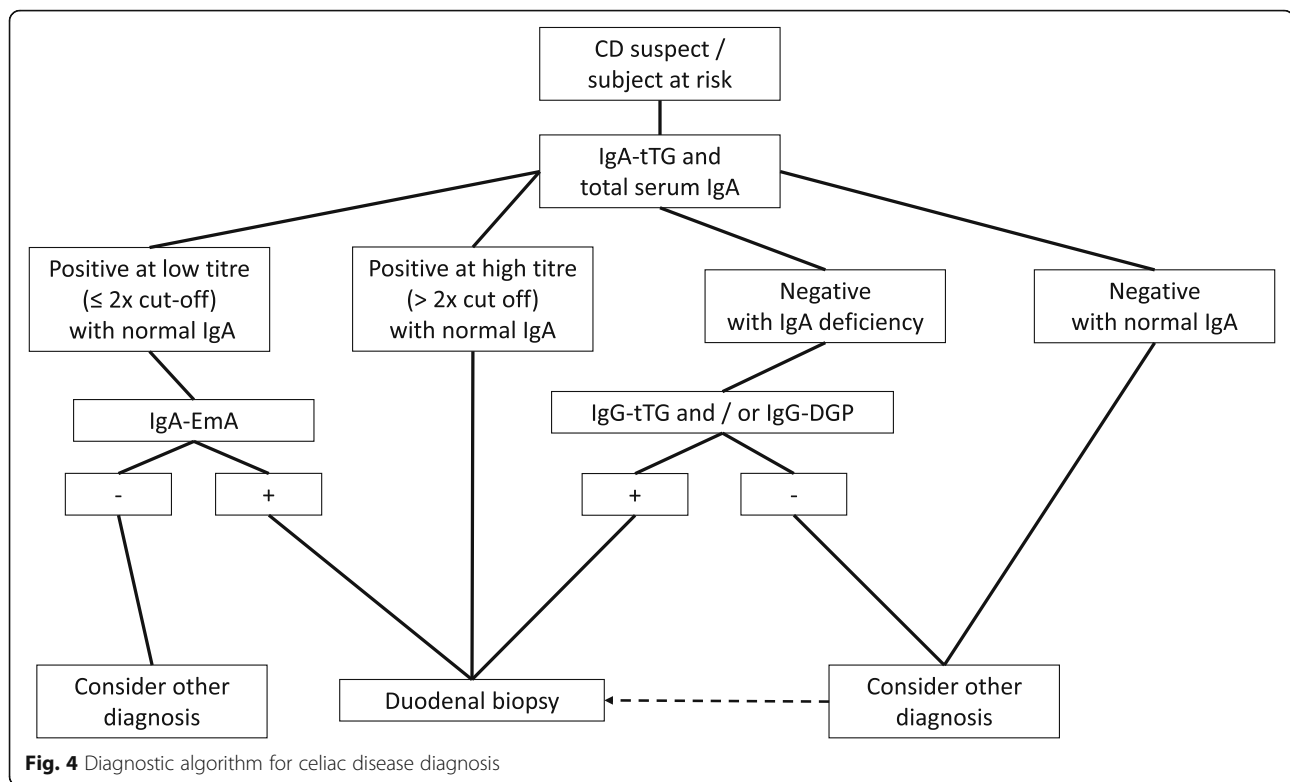 CD suspect /
subject at risk
IgA-tTG and
total serum IgA
Positive at low titre
(≤ 2x cut-off)
with normal IgA
Positive at high titre
(> 2x cut off)
with normal IgA
Negative
with IgA deficiency
Negative
with normal IgA
IgA-EmA
IgG-tTG and / or IgG-DGP
-
+
+
-
Consider other
diagnosis
Duodenal biopsy
Consider other
diagnosis
Fig. 4 Diagnostic algorithm for celiac disease diagnosis